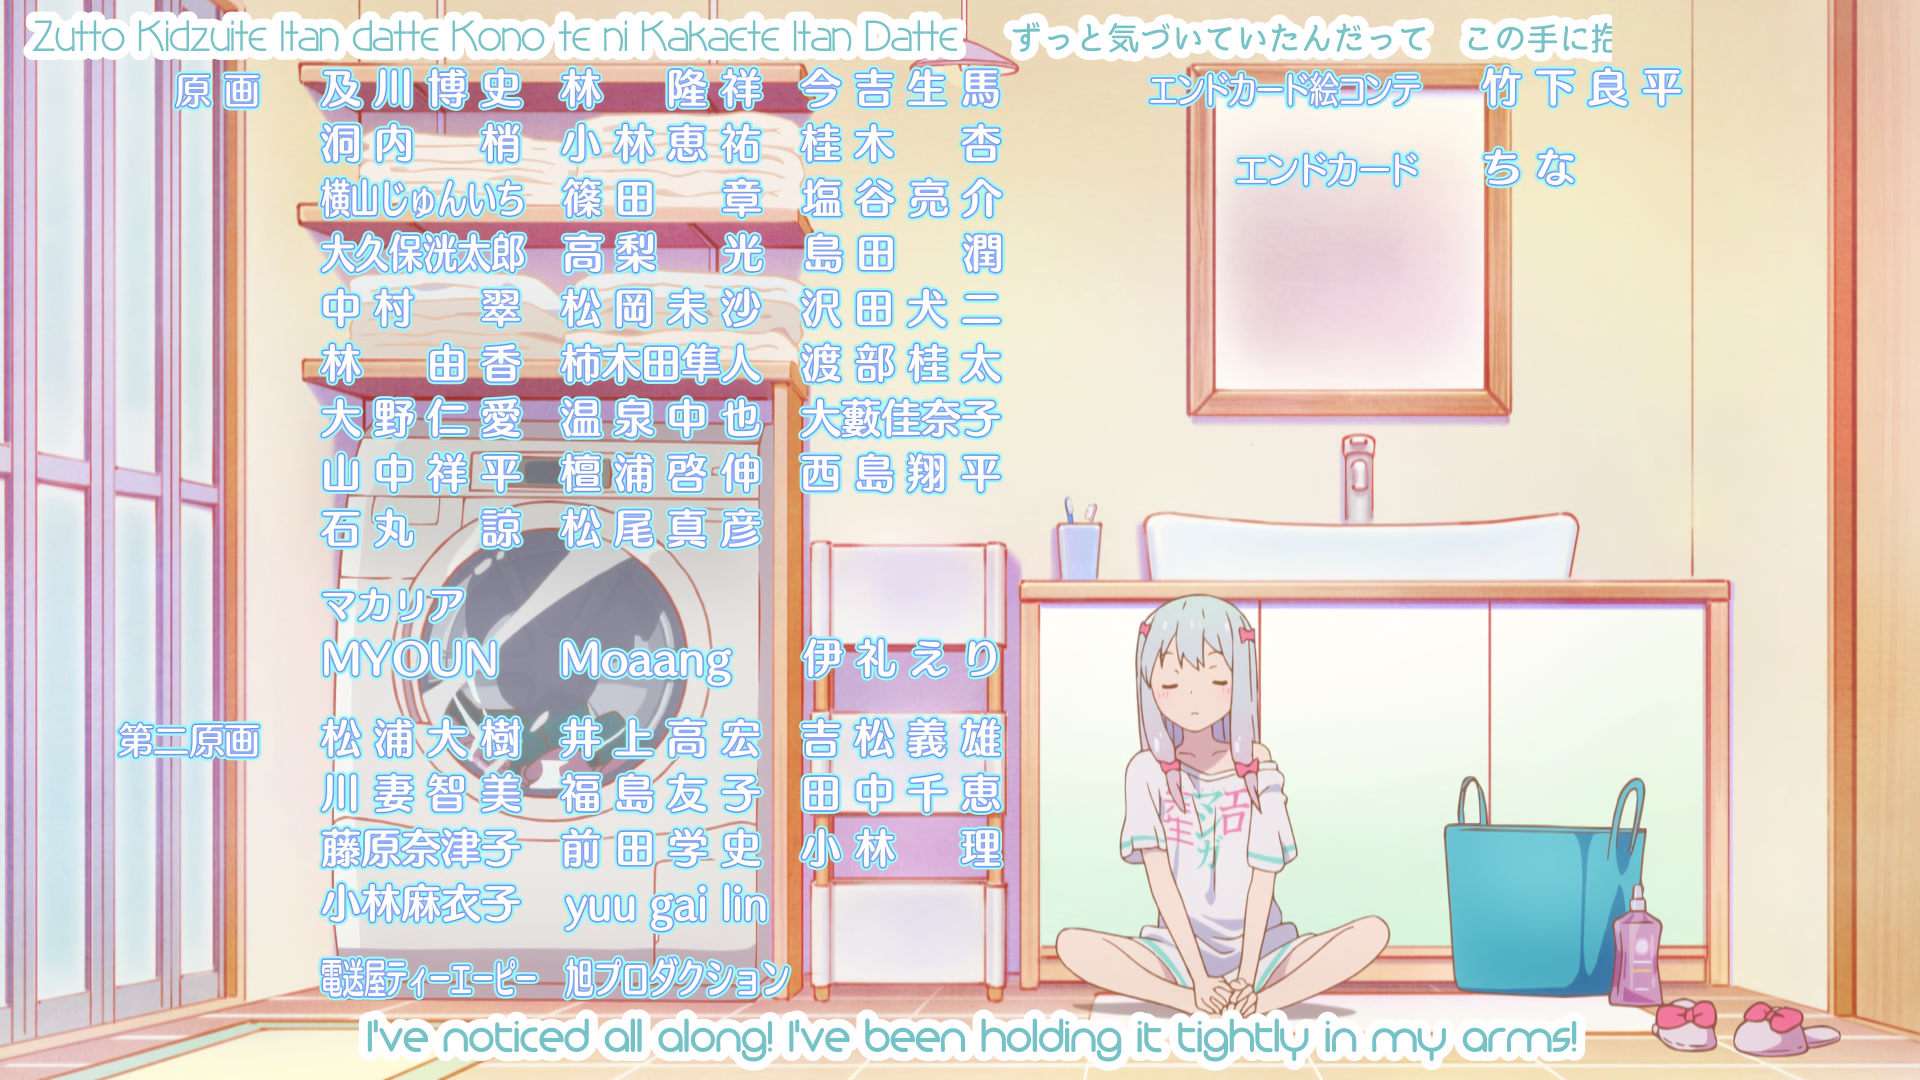 Zutto Kidzuite Itan datte Kono te ni Kakaete Itan Datte ずっと気づいていたんだって この手に抱
原画 及川博史 林 隆祥 今吉生馬
洞内 梢 小林恵祐 桂木 杏
横山じゅんいち 篠田 章 塩谷亮介
大久保洸太郎 高梨 光 島田 潤
中村 翠 松岡未沙 沢田犬二
林 由香 柿木田隼人 渡部桂太
大野仁愛 温泉中也 大藪佳奈子
山中祥平 檀浦啓伸 西島翔平
石丸 諒 松尾真彦
マカリア
MYOUN Moaang 伊礼えり
第二原画 松浦大樹 井上高宏 吉松義雄
川妻智美 福島友子 田中千恵
藤原奈津子 前田学史 小林 理
小林麻衣子 yuu gai lin
電送屋ティーエーピー 旭プロダクション
エンドカード絵コンテ 竹下良平
エンドカード ちな
エロ
マンガ
I've noticed all along! I've been holding it tightly in my arms!